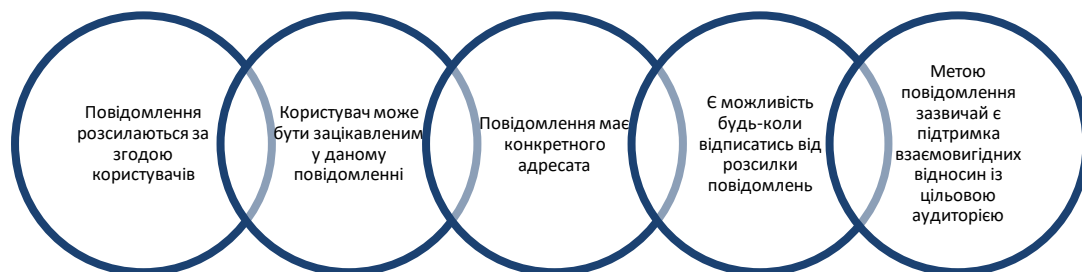 Повідомлення
розсилаються за
згодою
користувачів
Користувач може
бути зацікавленим
у даному
повідомленні
Повідомлення має
конкретного
адресата
Є можливість
будь-коли
відписатись від
розсилки
повідомлень
Метою
повідомлення
зазвичай є
підтримка
взаємовигідних
відносин із
цільовою
аудиторією